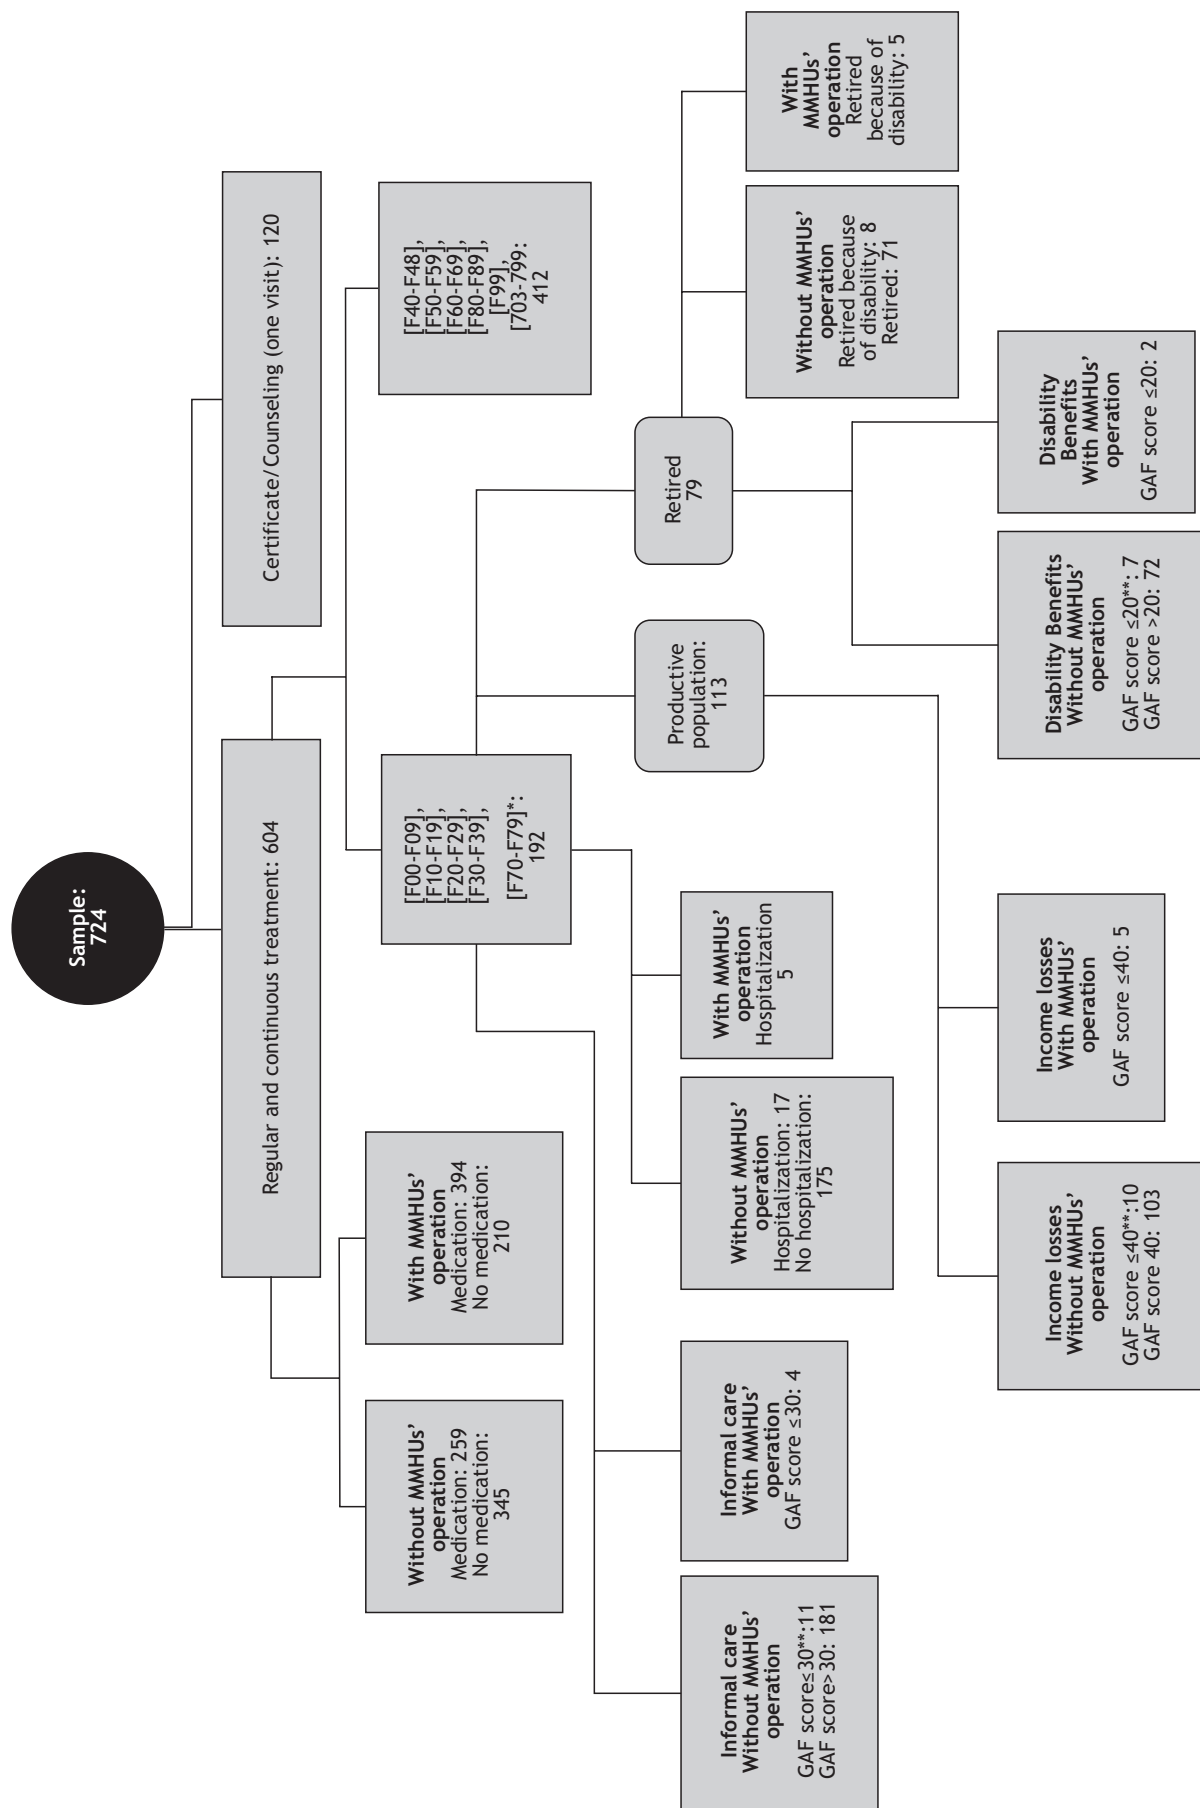 Sample:
724
Regular and continuous treatment: 604
Certificate/Counseling (one visit): 120
Without MMHUs'
operation
Medication: 259
No medication:
345
With MMHUs'
operation
Medication: 394
No medication:
210
[F00-F09],
[F10-F19],
[F20-F29],
[F30-F39],
[F70-F79]*:
192
[F40-F48],
[F50-F59],
[F60-F69],
[F80-F89],
[F99],
[703-799:
412
Informal care
Without MMHUs'
operation
GAF score≤30**:11
GAF score>30: 181
Informal care
With MMHUs'
operation
GAF score ≤30: 4
Without MMHUs'
operation
Hospitalization: 17
No hospitalization:
175
With MMHUs'
operation
Hospitalization
5
Productive
population:
113
Retired
79
Without MMHUs'
operation
Retired because
of disability: 8
Retired: 71
With
MMHUs'
operation
Retired
because of
disability: 5
Income losses
Without MMHUs'
operation
GAF score ≤40**:10
GAF score 40: 103
Income losses
With MMHUs'
operation
GAF score ≤40: 5
Disability Benefits
Without MMHUs'
operation
GAF score ≤20**: 7
GAF score >20: 72
Disability
Benefits
With MMHUs'
operation
GAF score ≤20: 2